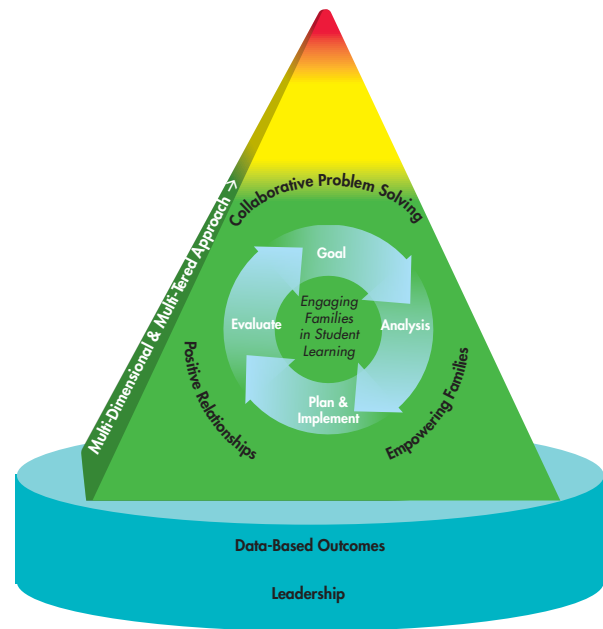 Multi-Dimensional & Multi-Tered Approach >
Collaborative Problem Solving
Goal
Engaging
Families
in Student
Learning
Evaluate
Analysis
Plan &
Implement
Positive Relationships
Empowering Families
Data-Based Outcomes
Leadership